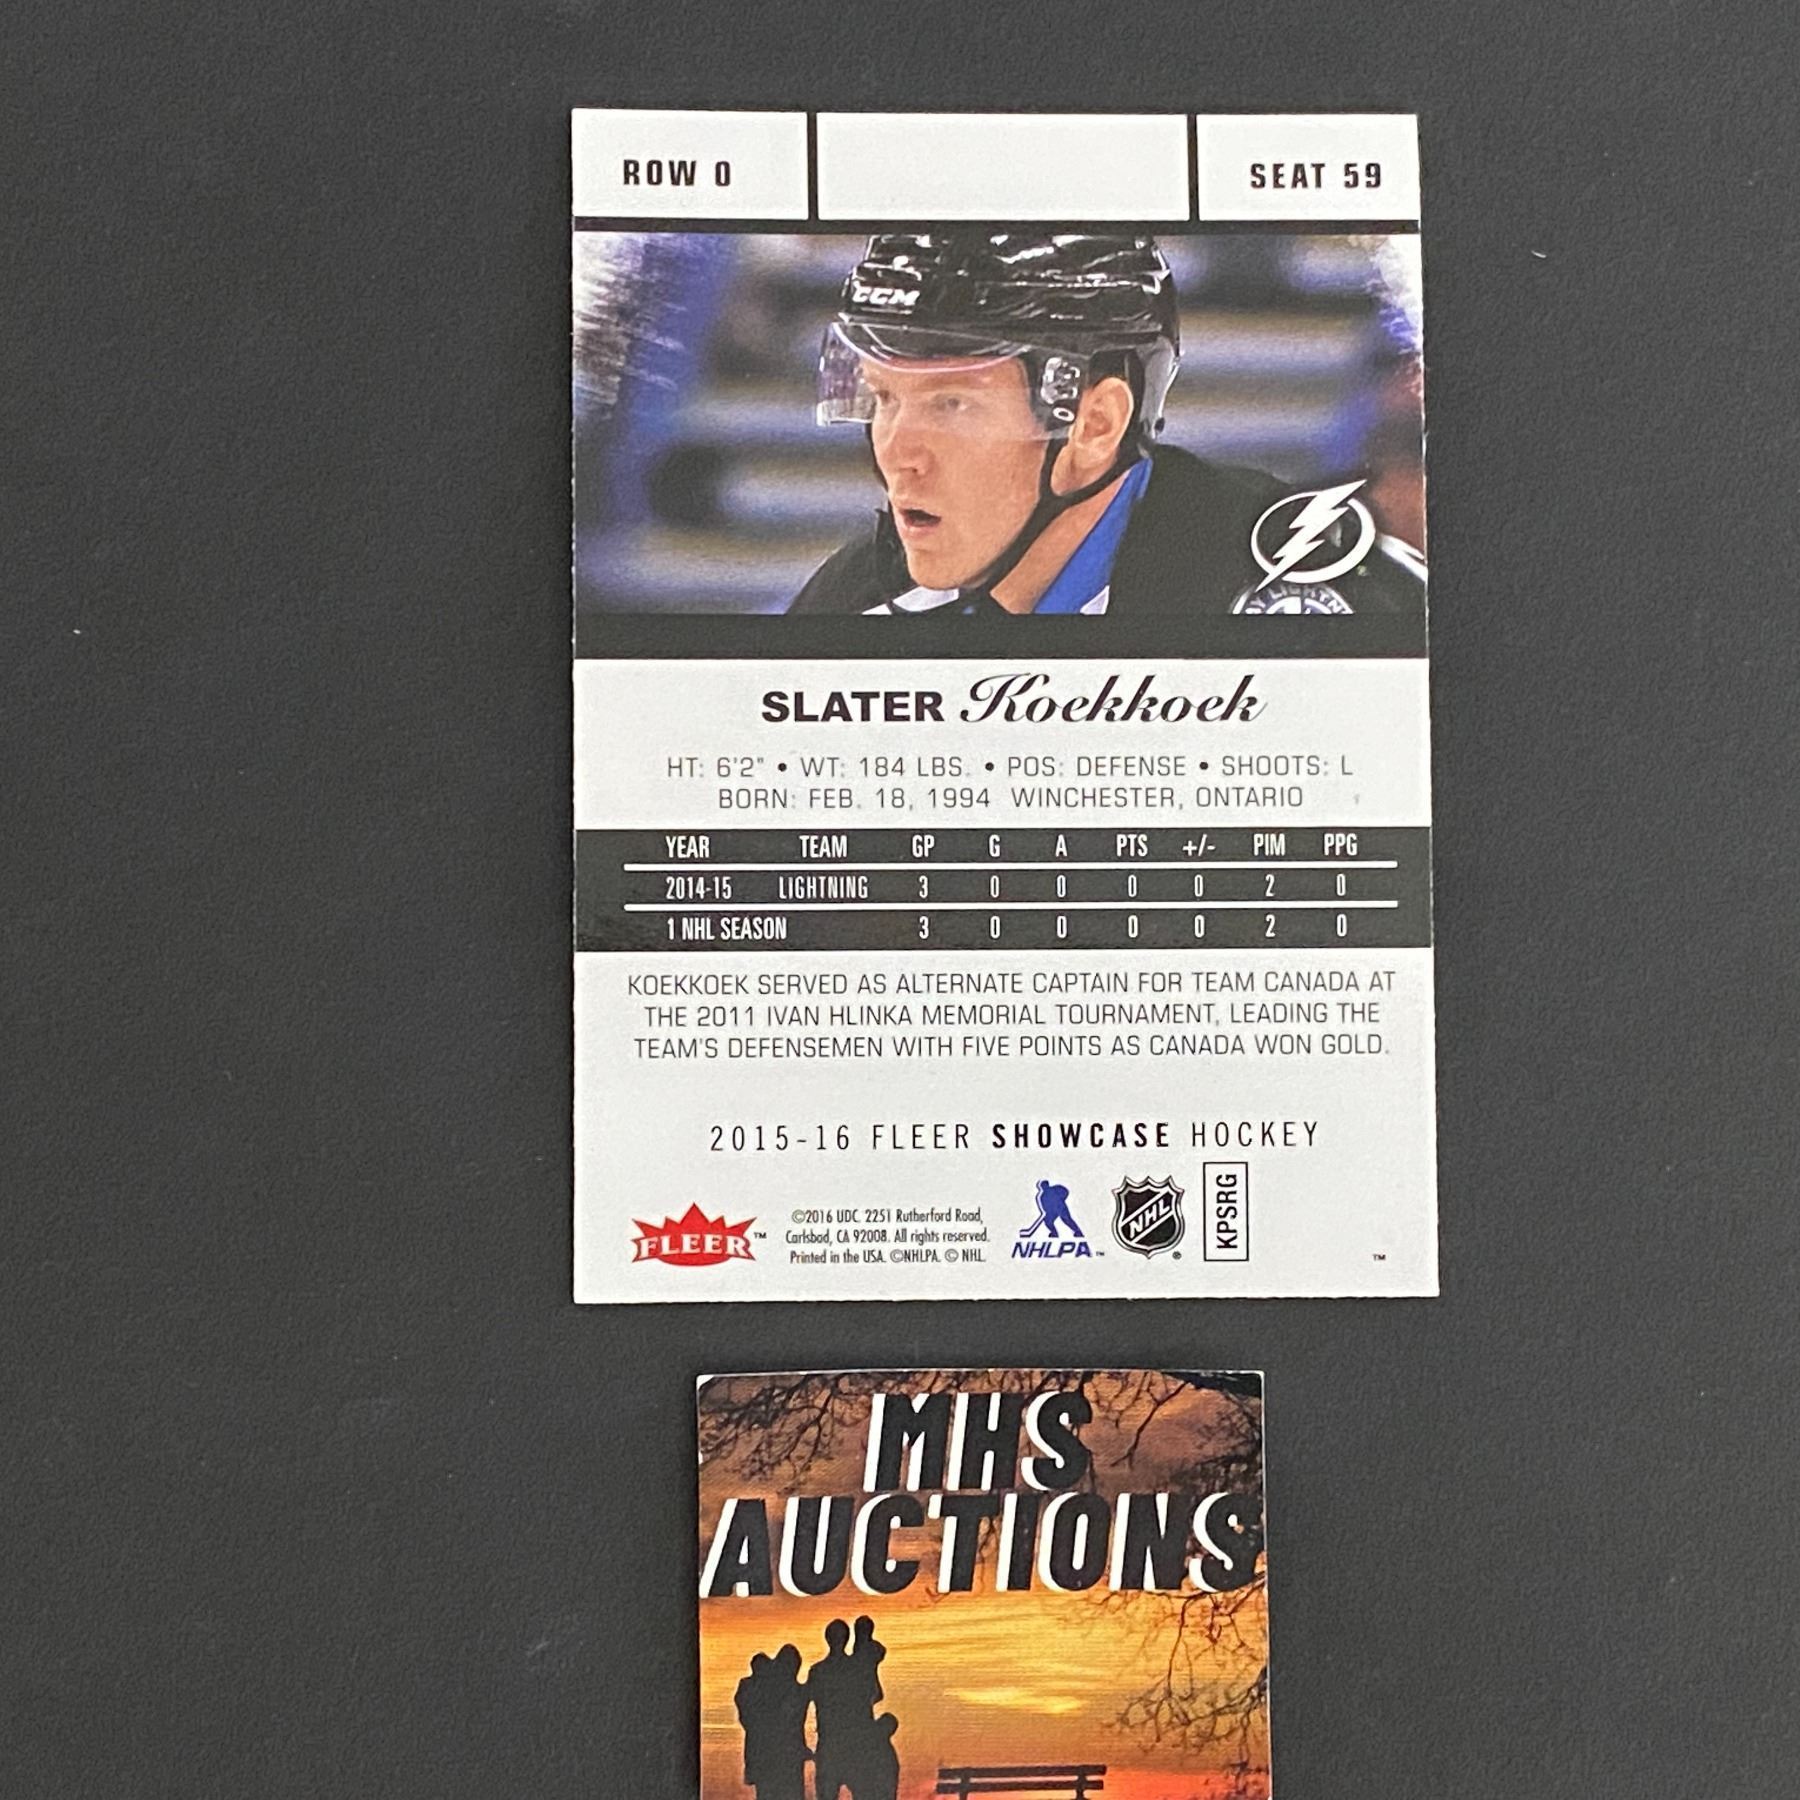 ROW 0 SEAT 59
CCM
SLATER Koekkoek
HT: 6'2" • WT: 184 LBS. • POS: DEFENSE • SHOOTS: L
BORN: FEB. 18, 1994 WINCHESTER, ONTARIO
YEAR TEAM GP G A PTS +/- PIM PPG
2014-15 LIGHTNING 3 0 0 0 0 2 0
1 NHL SEASON 3 0 0 0 0 2 0
KOEKKOEK SERVED AS ALTERNATE CAPTAIN FOR TEAM CANADA AT
THE 2011 IVAN HLINKA MEMORIAL TOURNAMENT, LEADING THE
TEAM'S DEFENSEMEN WITH FIVE POINTS AS CANADA WON GOLD.
2015-16 FLEER SHOWCASE HOCKEY
FLEER™
©2016 UDC. 2251 Rutherford Road,
Carlsbad, CA 92008. All rights reserved.
Printed in the USA. ©NHLPA. © NHL.
NHLPA™
NHL®
KPSRG
™
MHS
AUCTIONS